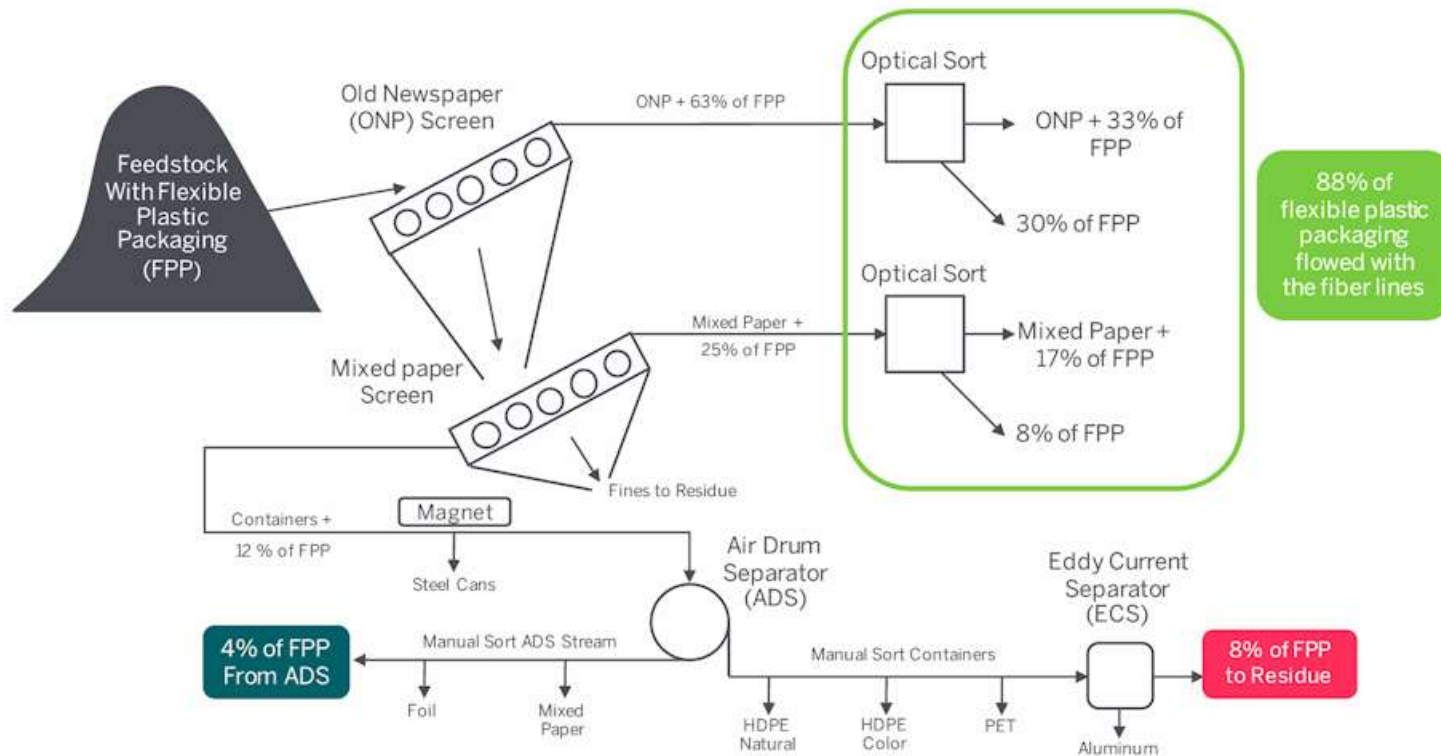 Feedstock
With Flexible
Plastic
Packaging
(FPP)
Old Newspaper
(ONP) Screen
ONP + 63% of FPP
Optical Sort
ONP + 33% of
FPP
30% of FPP
88% of
flexible plastic
packaging
flowed with
the fiber lines
Mixed paper
Screen
Mixed Paper +
25% of FPP
Optical Sort
Mixed Paper +
17% of FPP
8% of FPP
Fines to Residue
Containers +
12 % of FPP
Magnet
Steel Cans
Air Drum
Separator
(ADS)
Eddy Current
Separator
(ECS)
4% of FPP
From ADS
Manual Sort ADS Stream
Foil
Mixed
Paper
Manual Sort Containers
HDPE
Natural
HDPE
Color
PET
Aluminum
8% of FPP
to Residue